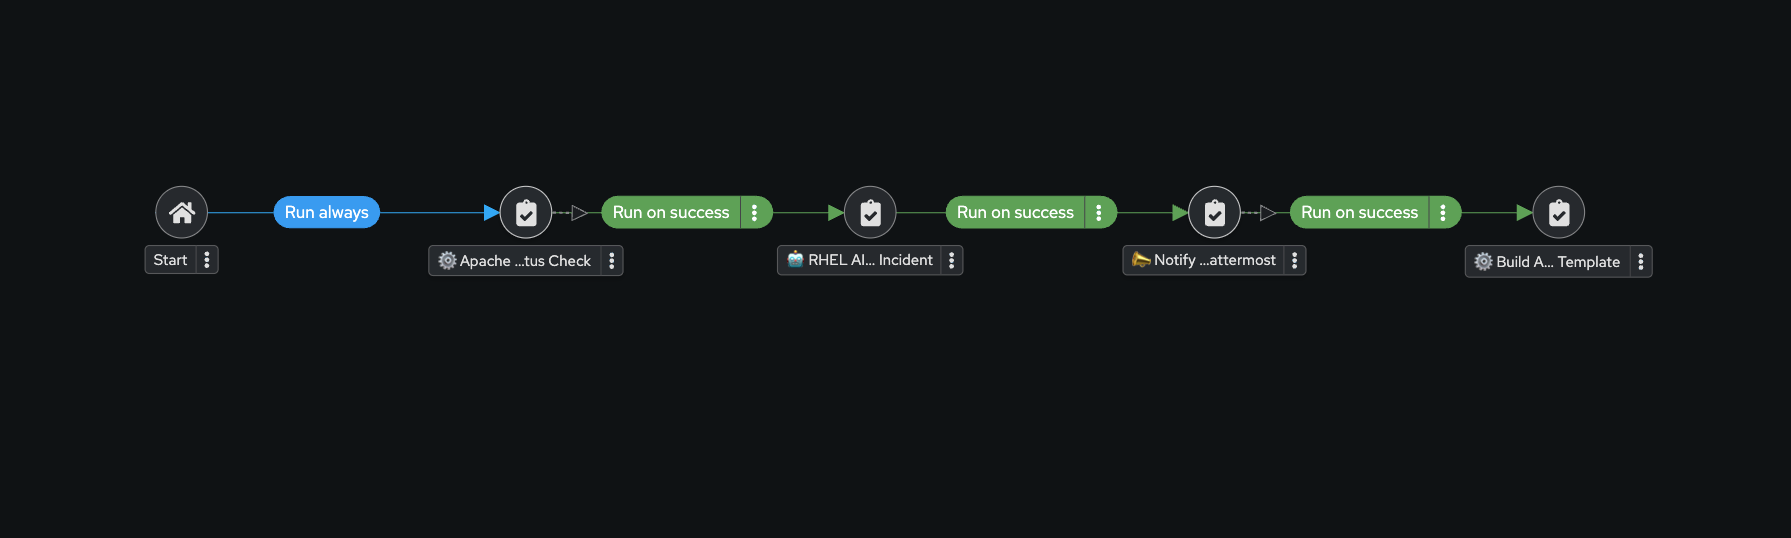 Run always
Run on success
Run on success
Run on success
Start
Apache ...tus Check
RHEL AI... Incident
Notify ...attermost
Build A... Template